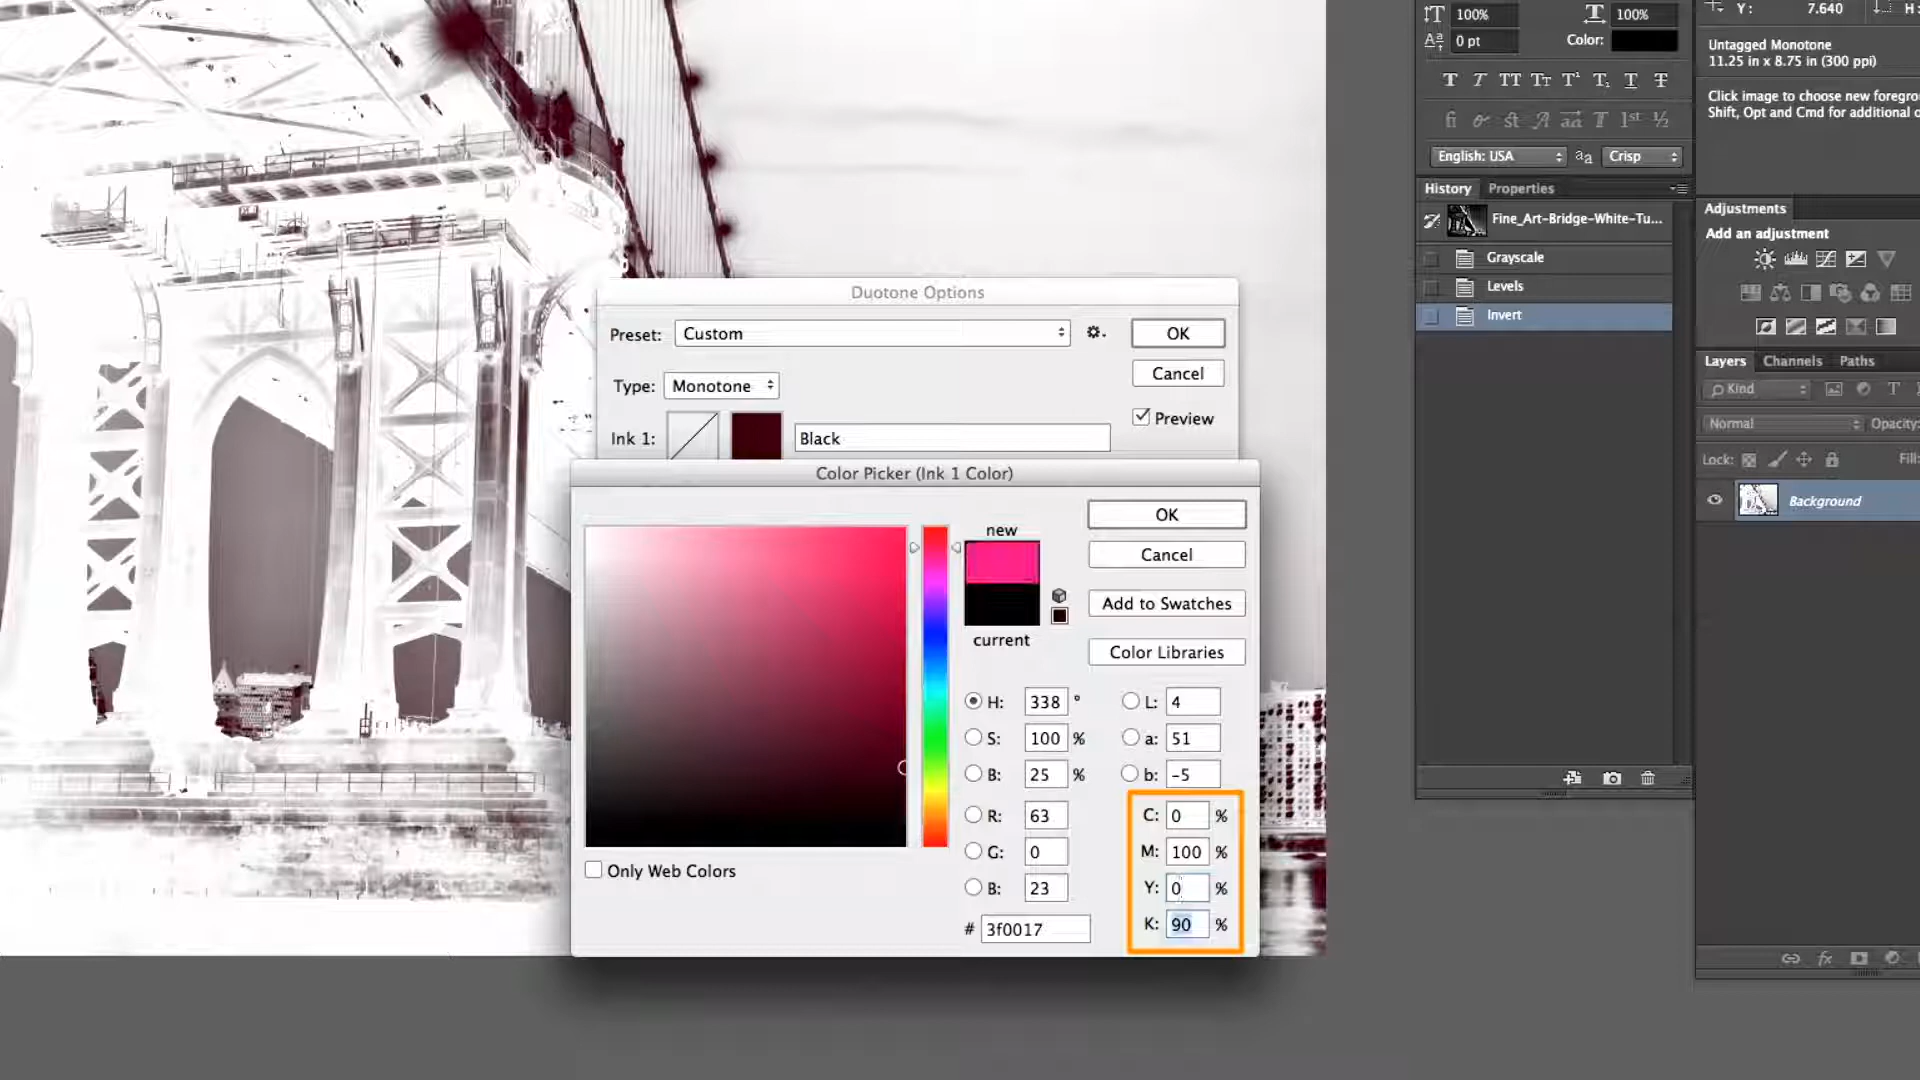 100%
100%
0 pt
Color:
Y :
7.640
H :
Untagged Monotone
11.25 in x 8.75 in (300 ppi)
Click image to choose new foregro
Shift, Opt and Cmd for additional o
English: USA
Crisp
History
Properties
Fine_Art-Bridge-White-Tu...
Grayscale
Levels
Invert
Adjustments
Add an adjustment
Layers
Channels
Paths
Kind
Normal
Opacity:
Lock:
Fill:
Background
Duotone Options
Preset:
Custom
OK
Cancel
Type:
Monotone
Preview
Ink 1:
Black
Color Picker (Ink 1 Color)
new
current
OK
Cancel
Add to Swatches
Color Libraries
H: 338 °
S: 100 %
B: 25 %
R: 63
G: 0
B: 23
# 3f0017
L: 4
a: 51
b: -5
C: 0 %
M: 100 %
Y: 0 %
K: 90 %
Only Web Colors